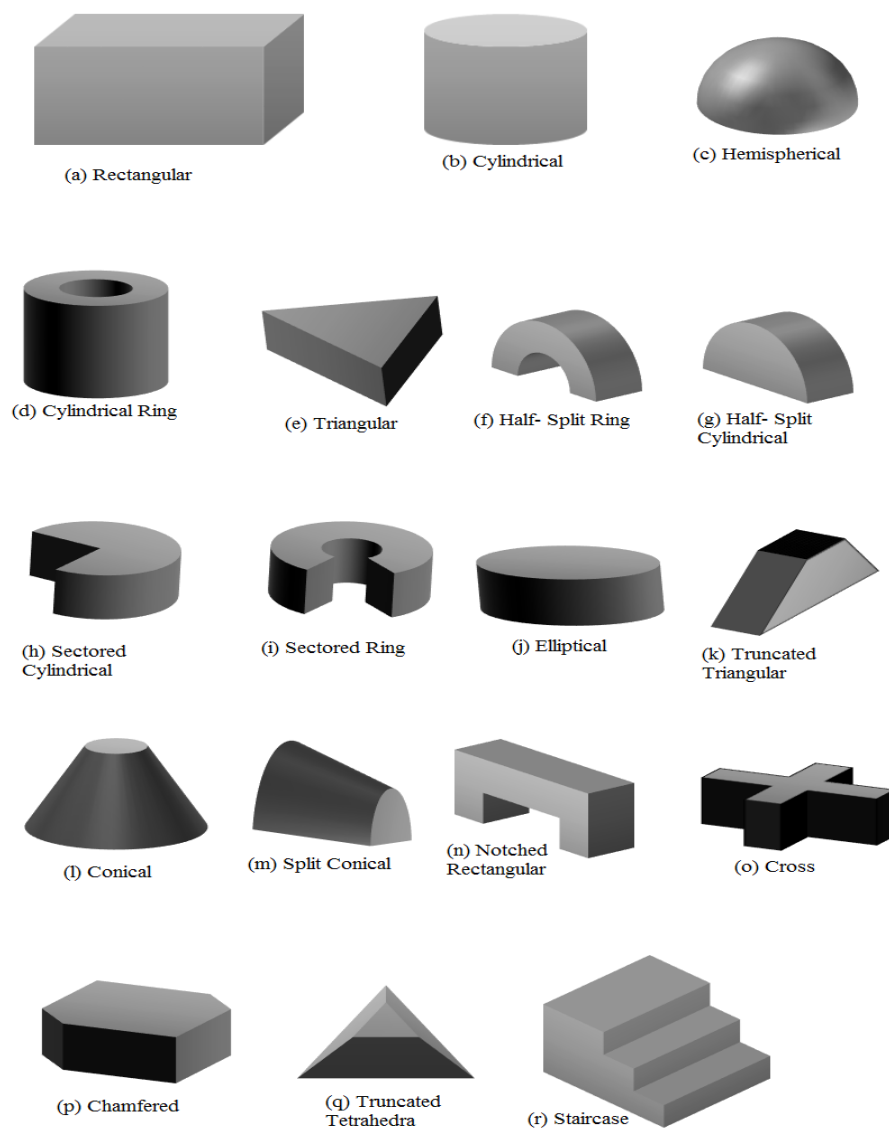 (a) Rectangular
(b) Cylindrical
(c) Hemispherical
(d) Cylindrical Ring
(e) Triangular
(f) Half- Split Ring
(g) Half- Split
Cylindrical
(h) Sectored
Cylindrical
(i) Sectored Ring
(j) Elliptical
(k) Truncated
Triangular
(l) Conical
(m) Split Conical
(n) Notched
Rectangular
(o) Cross
(p) Chamfered
(q) Truncated
Tetrahedra
(r) Staircase